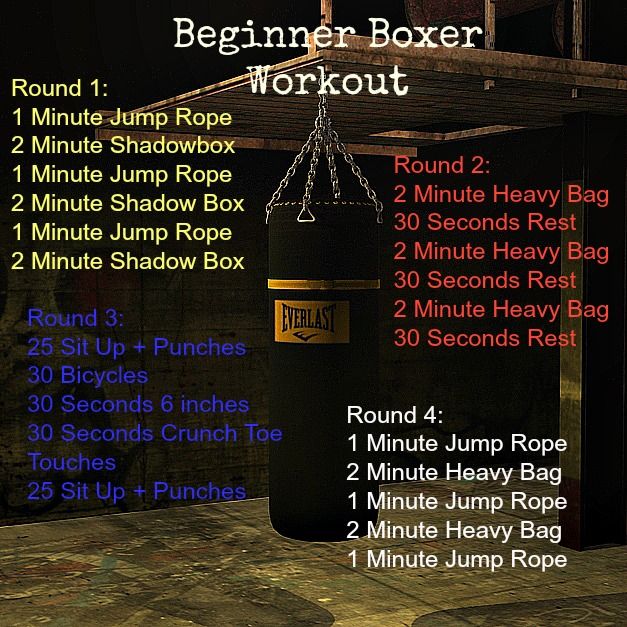 Beginner Boxer
Workout
Round 1:
1 Minute Jump Rope
2 Minute Shadowbox
1 Minute Jump Rope
2 Minute Shadow Box
1 Minute Jump Rope
2 Minute Shadow Box
Round 2:
2 Minute Heavy Bag
30 Seconds Rest
2 Minute Heavy Bag
30 Seconds Rest
2 Minute Heavy Bag
30 Seconds Rest
EVERLAST
Round 3:
25 Sit Up + Punches
30 Bicycles
30 Seconds 6 inches
30 Seconds Crunch Toe
Touches
25 Sit Up + Punches
Round 4:
1 Minute Jump Rope
2 Minute Heavy Bag
1 Minute Jump Rope
2 Minute Heavy Bag
1 Minute Jump Rope